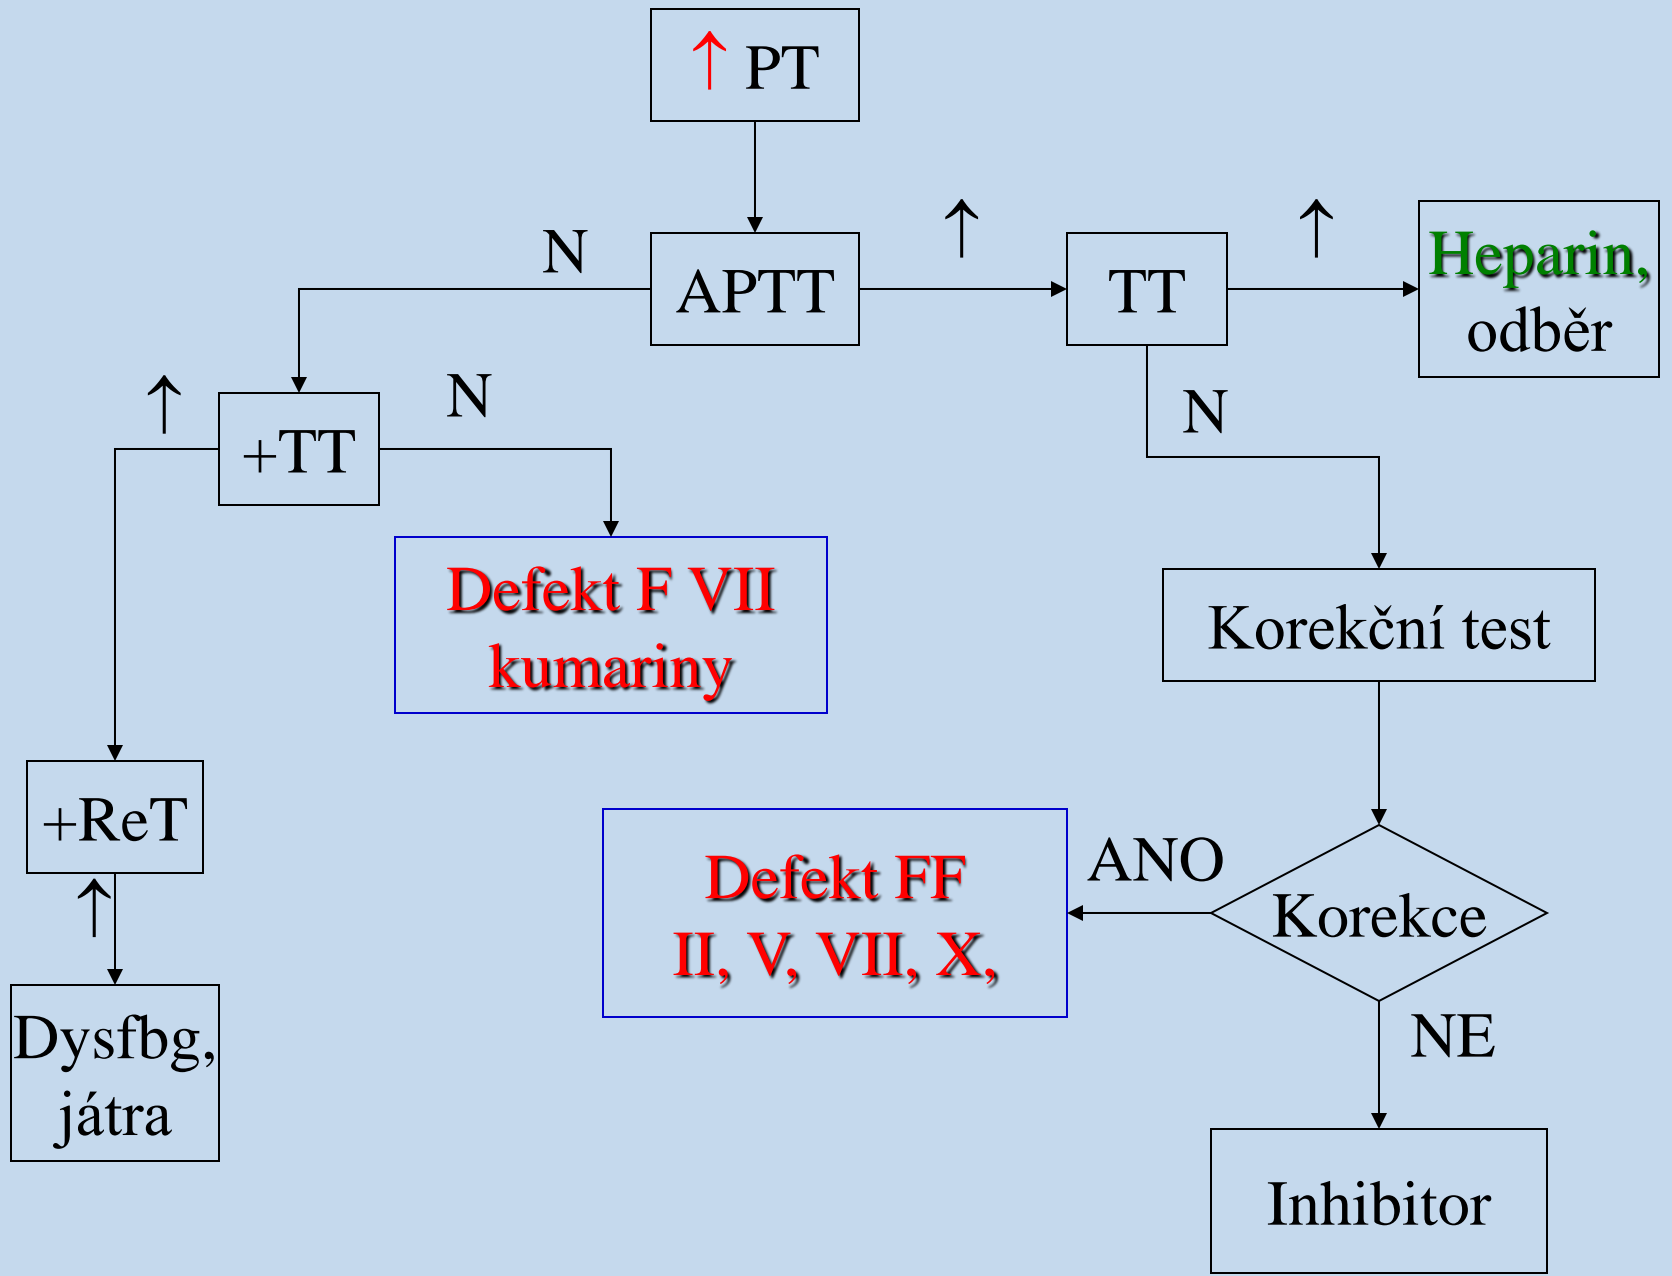 ↑ PT
N
APTT
↑
TT
↑
Heparin,
odběr
↑
+TT
N
N
Defekt F VII
kumariny
Korekční test
+ReT
↑
Defekt FF
II, V, VII, X,
ANO
Korekce
Dysfbg,
játra
NE
Inhibitor